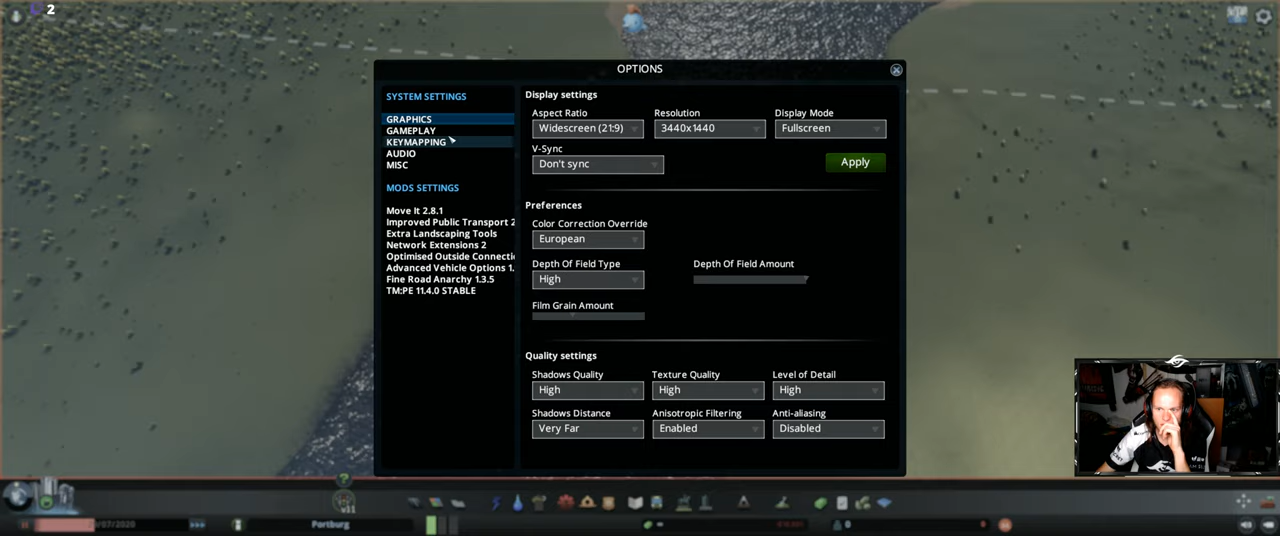 2
OPTIONS
SYSTEM SETTINGS
GRAPHICS
GAMEPLAY
KEYMAPPING
AUDIO
MISC
MODS SETTINGS
Move It 2.8.1
Improved Public Transport 2
Extra Landscaping Tools
Network Extensions 2
Optimised Outside Connecti
Advanced Vehicle Options 1.
Fine Road Anarchy 1.3.5
TM:PE 11.4.0 STABLE
Display settings
Aspect Ratio Resolution Display Mode
Widescreen (21:9) 3440x1440 Fullscreen
V-Sync
Don't sync
Apply
Preferences
Color Correction Override
European
Depth Of Field Type Depth Of Field Amount
High
Film Grain Amount
Quality settings
Shadows Quality Texture Quality Level of Detail
High High High
Shadows Distance Anisotropic Filtering Anti-aliasing
Very Far Enabled Disabled
Portburg
0